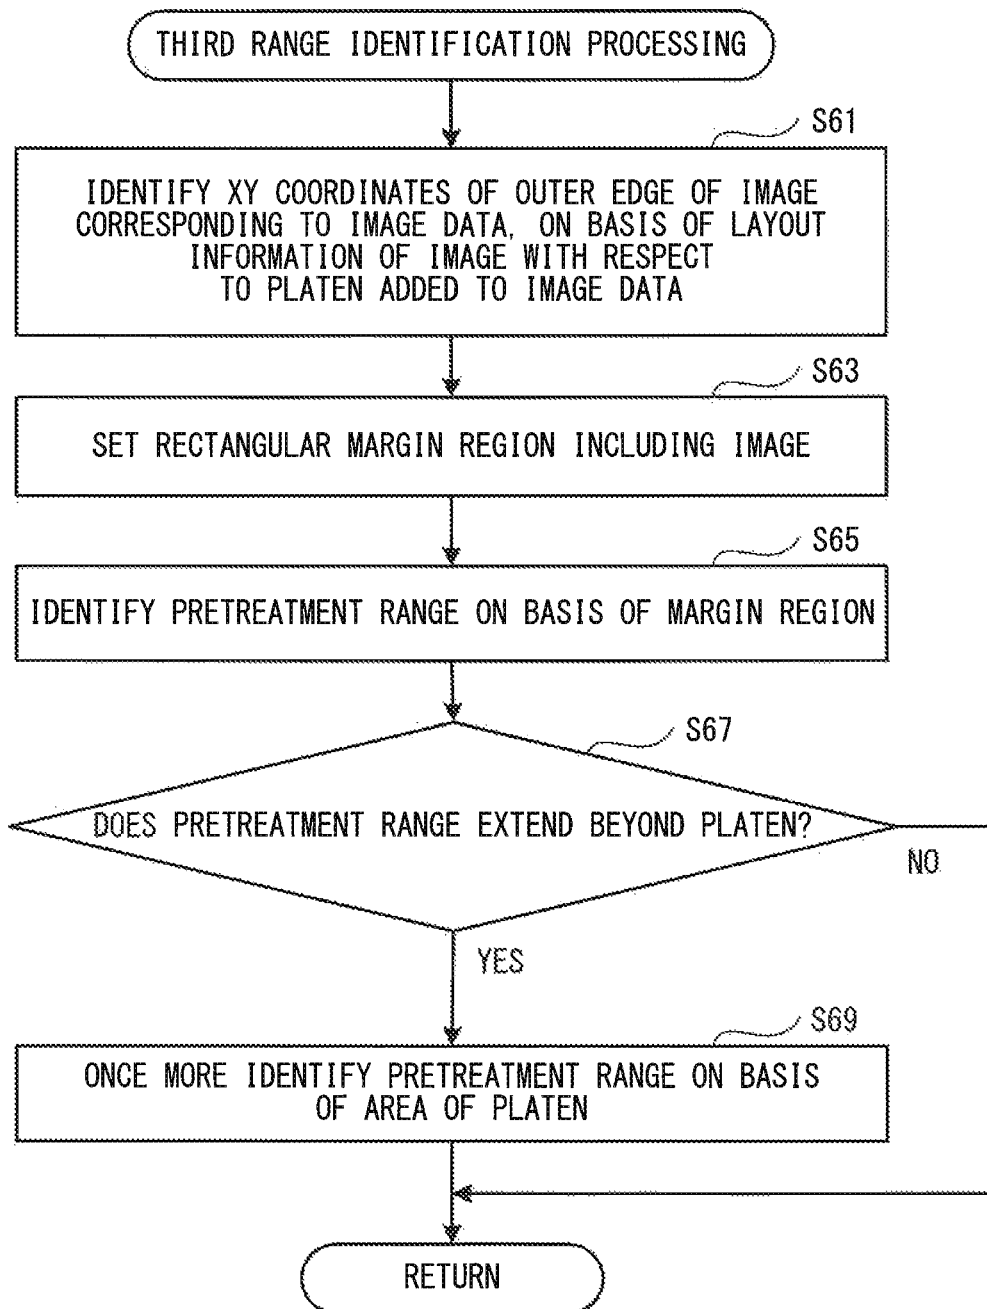 THIRD RANGE IDENTIFICATION PROCESSING
S61
IDENTIFY XY COORDINATES OF OUTER EDGE OF IMAGE
CORRESPONDING TO IMAGE DATA, ON BASIS OF LAYOUT
INFORMATION OF IMAGE WITH RESPECT
TO PLATEN ADDED TO IMAGE DATA
S63
SET RECTANGULAR MARGIN REGION INCLUDING IMAGE
S65
IDENTIFY PRETREATMENT RANGE ON BASIS OF MARGIN REGION
S67
DOES PRETREATMENT RANGE EXTEND BEYOND PLATEN?
NO
YES
S69
ONCE MORE IDENTIFY PRETREATMENT RANGE ON BASIS
OF AREA OF PLATEN
RETURN